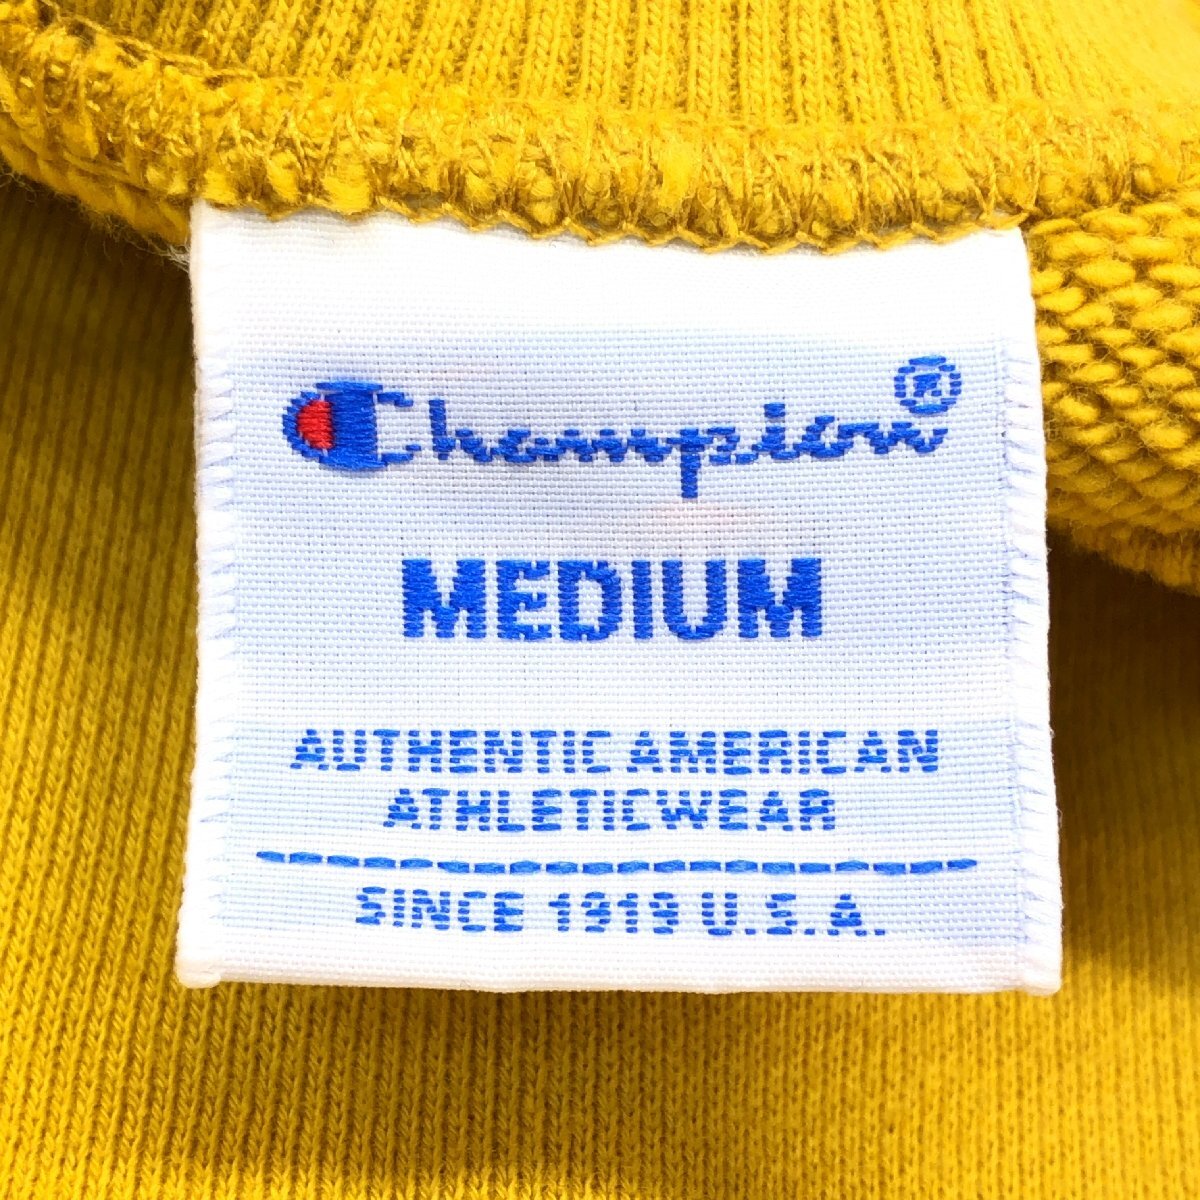 Champion®
MEDIUM
AUTHENTIC AMERICAN
ATHLETICWEAR
SINCE 1919 U.S.A.